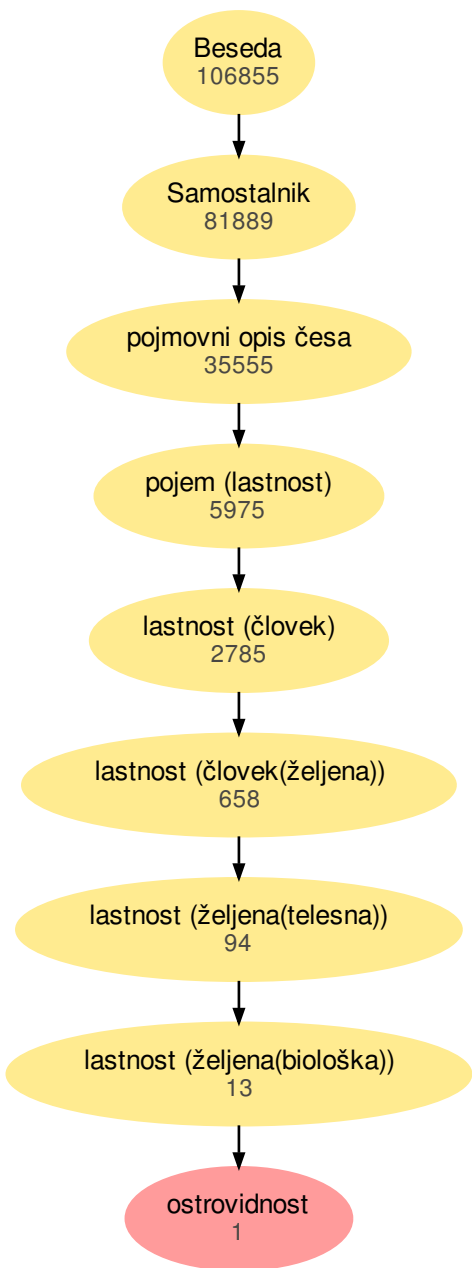 Beseda
106855
Samostalnik
81889
pojmovni opis česa
35555
pojem (lastnost)
5975
lastnost (človek)
2785
lastnost (človek(željena))
658
lastnost (željena(telesna))
94
lastnost (željena(biološka))
13
ostrovidnost
1